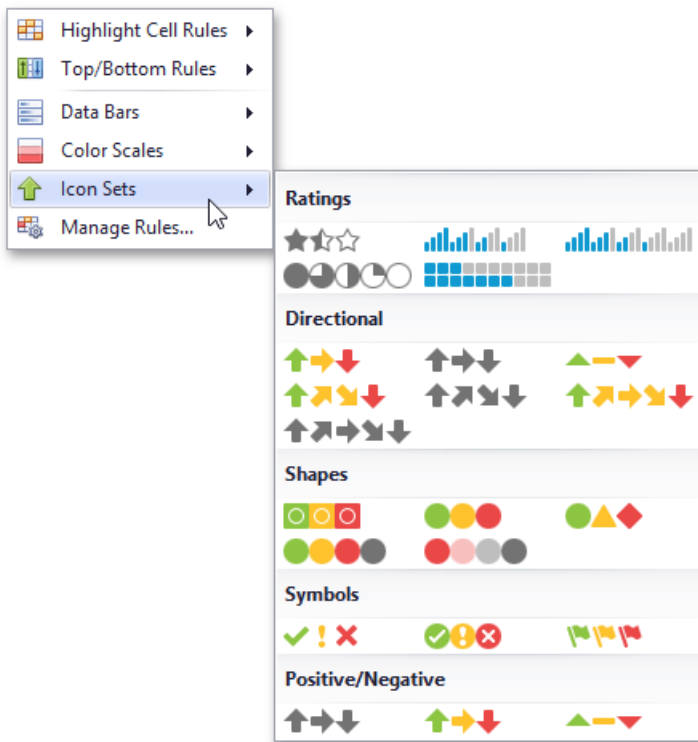 Highlight Cell Rules
Top/Bottom Rules
Data Bars
Color Scales
Icon Sets
Manage Rules...
Ratings
Directional
Shapes
Symbols
Positive/Negative